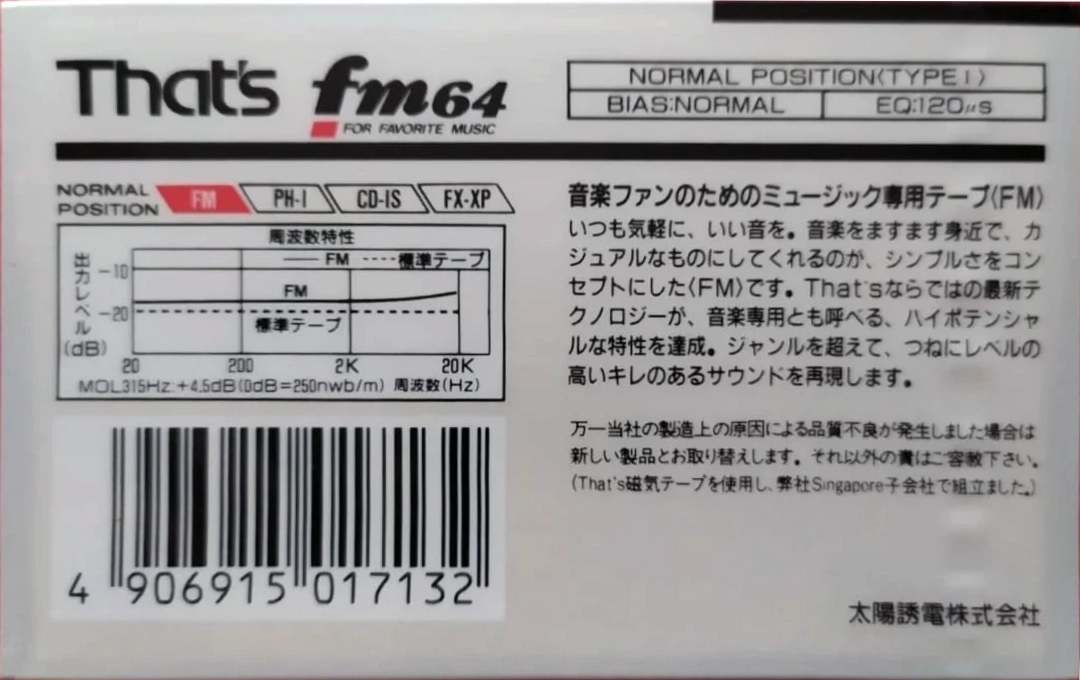 That's fm64
FOR FAVORITE MUSIC
NORMAL POSITION(TYPE I)
BIAS:NORMAL EQ:120μs
NORMAL POSITION FM PH-I CD-IS FX-XP
周波数特性
FM 標準テープ
出力レベル(dB)
-10
FM
-20
標準テープ
20 200 2K 20K
MOL315Hz:+4.5dB(0dB=250nwb/m) 周波数(Hz)
4 906915 017132
音楽ファンのためのミュージック専用テープ(FM)
いつも気軽に、いい音を。音楽をますます身近で、カ
ジュアルなものにしてくれるのが、シンプルさをコン
セプトにした〈FM〉です。That'sならではの最新テ
クノロジーが、音楽専用とも呼べる、ハイポテンシャ
ルな特性を達成。ジャンルを超えて、つねにレベルの
高いキレのあるサウンドを再現します。
万一当社の製造上の原因による品質不良が発生しました場合は
新しい製品とお取り替えします。それ以外の責はご容赦下さい。
(That's磁気テープを使用し、弊社Singapore子会社で組立ました。)
太陽誘電株式会社